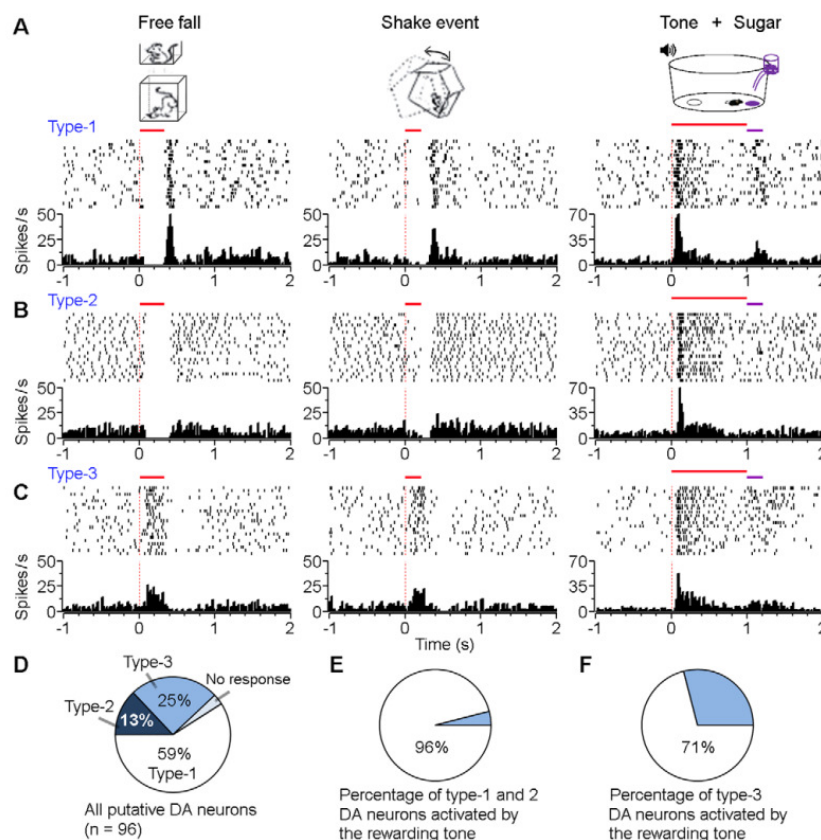 A Free fall Shake event Tone + Sugar
Type-1
Spikes/s
50 50 70
25 25 35
0 0 0
-1 0 1 2 -1 0 1 2 -1 0 1 2
B Type-2
Spikes/s
50 50 70
25 25 35
0 0 0
-1 0 1 2 -1 0 1 2 -1 0 1 2
C Type-3
Spikes/s
50 50 70
25 25 35
0 0 0
-1 0 1 2 -1 0 1 2 -1 0 1 2
Time (s)
D E F
Type-3
No response
Type-2
25%
13%
59%
Type-1
96%
71%
All putative DA neurons
(n = 96)
Percentage of type-1 and 2
DA neurons activated by
the rewarding tone
Percentage of type-3
DA neurons activated by
the rewarding tone